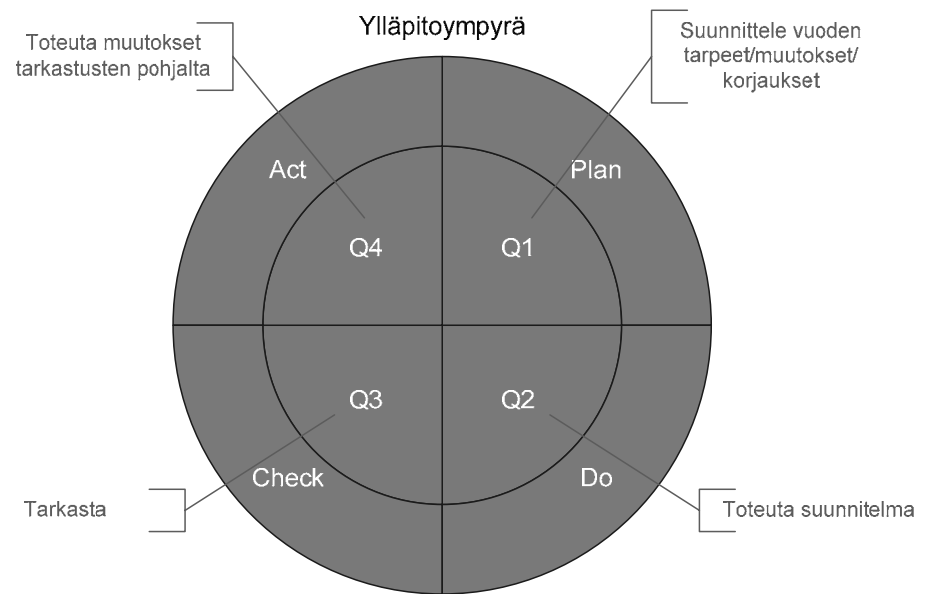 Ylläpitoympyrä
Toteuta muutokset
tarkastusten pohjalta
Suunnittele vuoden
tarpeet/muutokset/
korjaukset
Act
Plan
Q4
Q1
Q3
Q2
Check
Do
Tarkasta
Toteuta suunnitelma